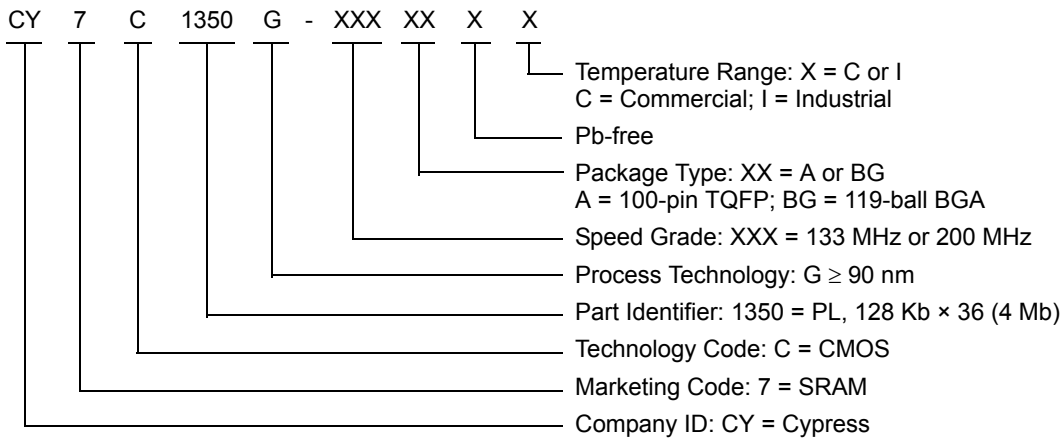 CY 7 C 1350 G - XXX XX X X
Temperature Range: X = C or I
C = Commercial; I = Industrial
Pb-free
Package Type: XX = A or BG
A = 100-pin TQFP; BG = 119-ball BGA
Speed Grade: XXX = 133 MHz or 200 MHz
Process Technology: G ≥ 90 nm
Part Identifier: 1350 = PL, 128 Kb × 36 (4 Mb)
Technology Code: C = CMOS
Marketing Code: 7 = SRAM
Company ID: CY = Cypress